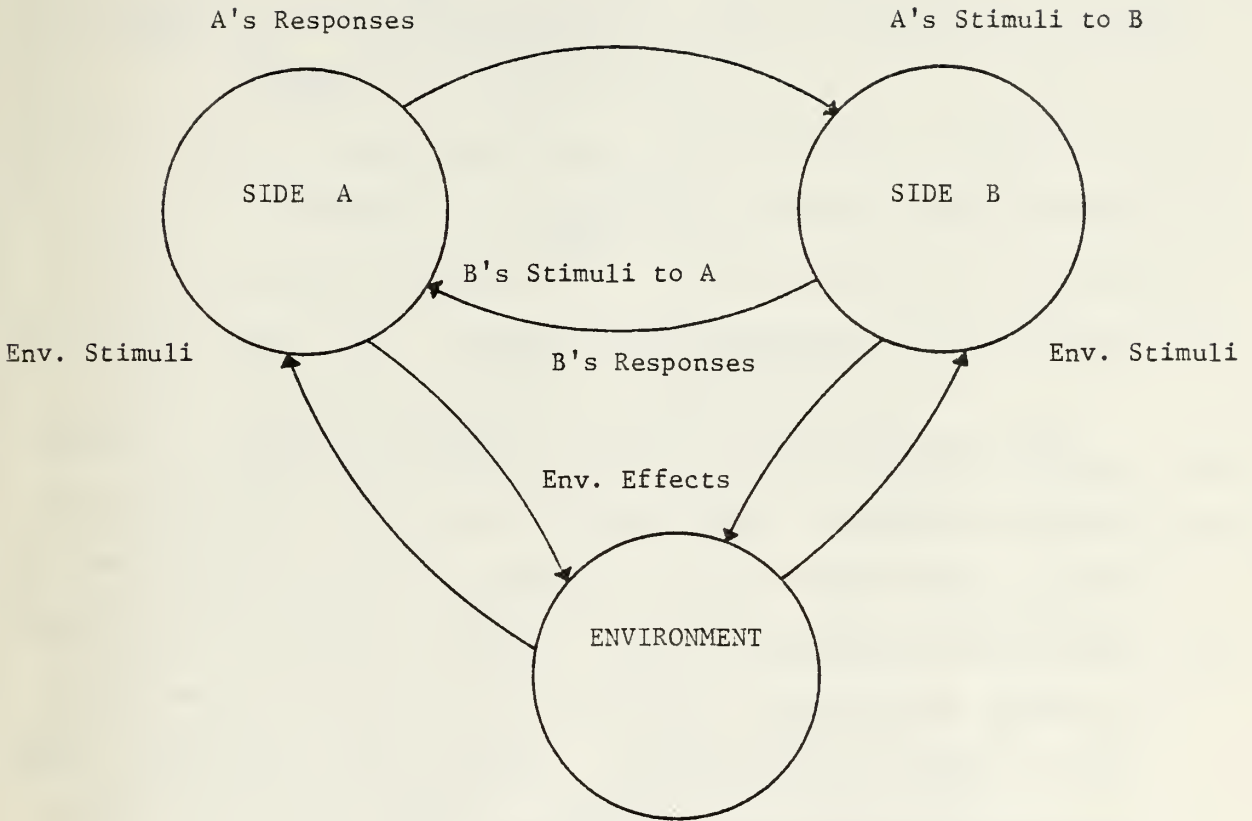 A's Responses
A's Stimuli to B
SIDE A
SIDE B
B's Stimuli to A
Env. Stimuli
B's Responses
Env. Stimuli
Env. Effects
ENVIRONMENT